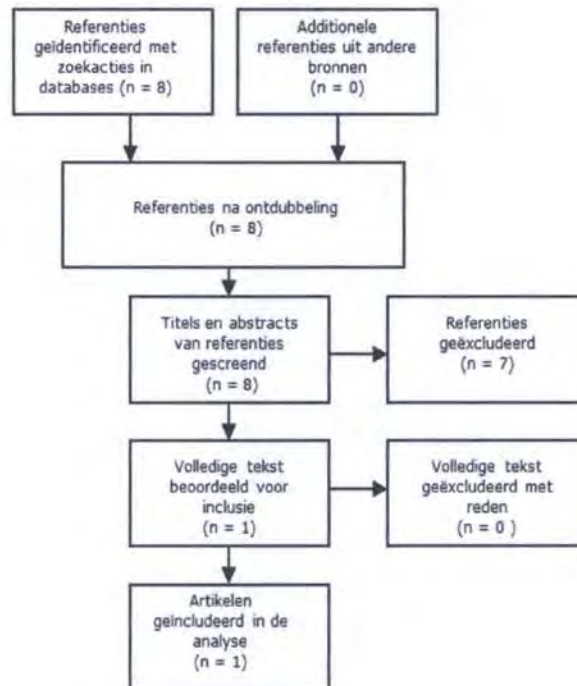 Referenties
geïdentificeerd met
zoekacties in
databases (n = 8)
Additionele
referenties uit andere
bronnen
(n = 0)
Referenties na ontdubbeling
(n = 8)
Titels en abstracts
van referenties
gescreend
(n = 8)
Referenties
geëxcludeerd
(n = 7)
Volledige tekst
beoordeeld voor
inclusie
(n = 1)
Volledige tekst
geëxcludeerd met
reden
(n = 0 )
Artikelen
geïncludeerd in de
analyse
(n = 1)